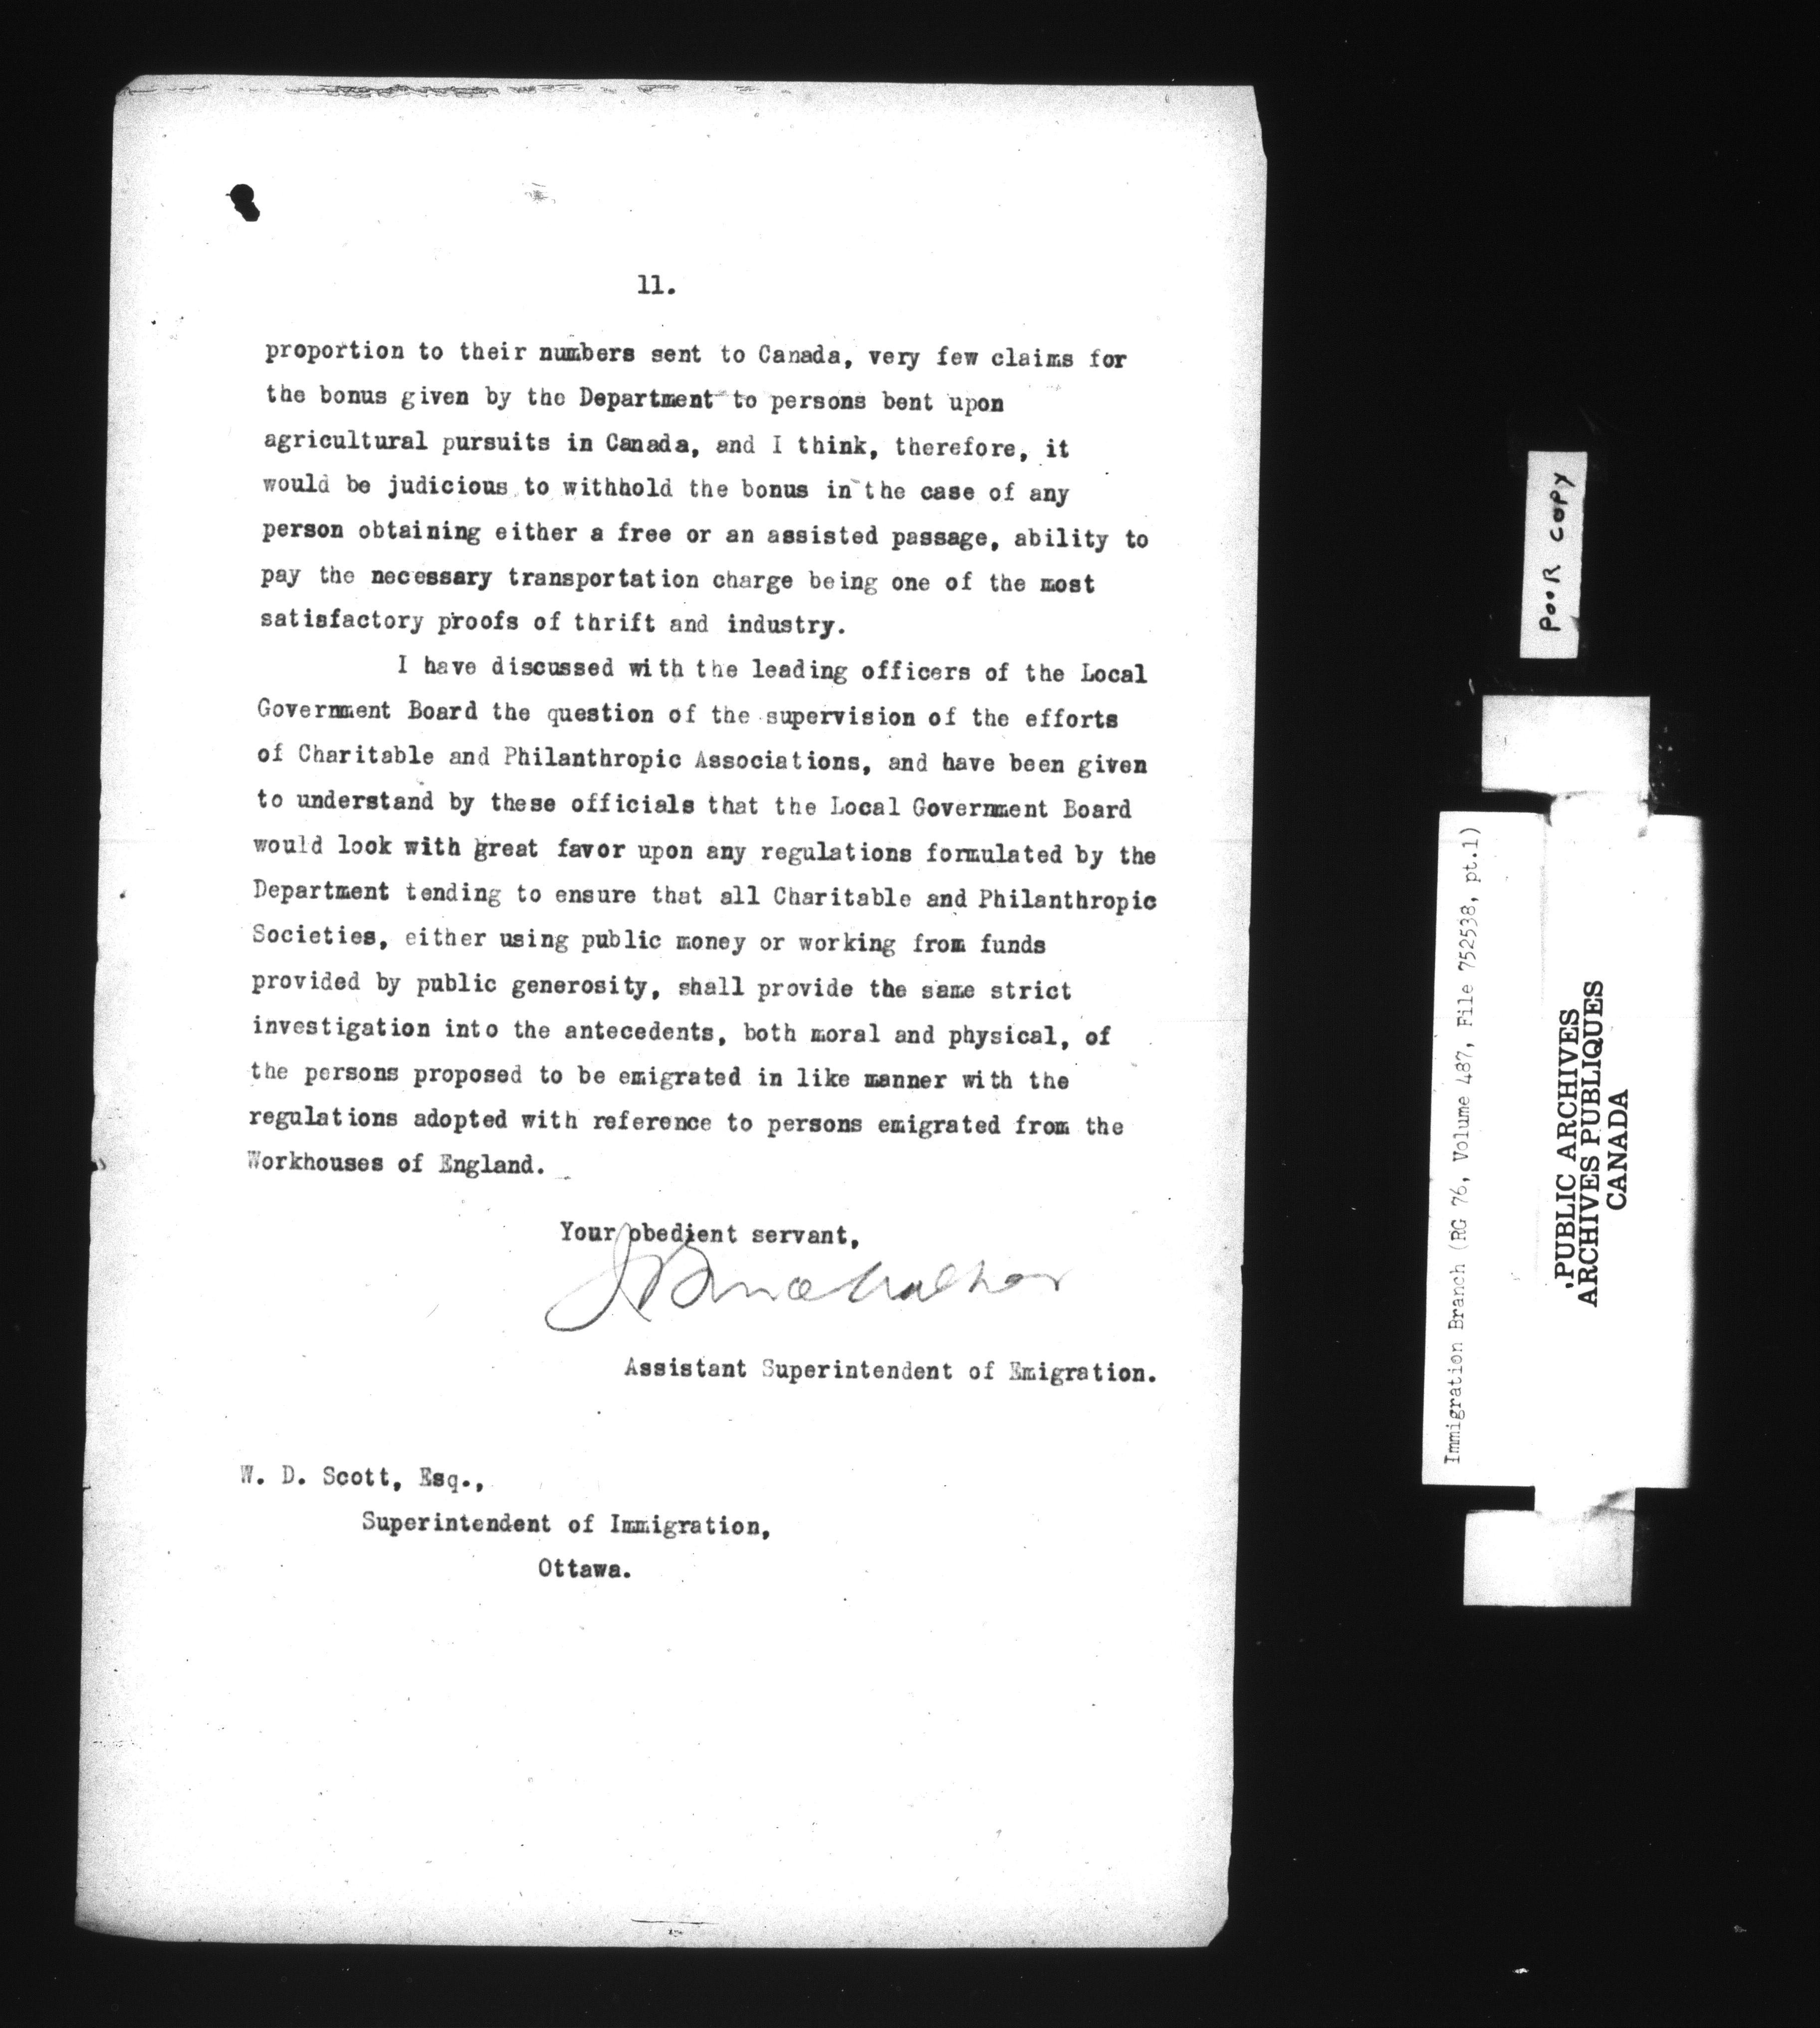 11.
proportion to their numbers sent to Canada, very few claims for
the bonus given by the Department to persons bent upon
agricultural pursuits in Canada, and I think, therefore, it
would be judicious to withhold the bonus in the case of any
person obtaining either a free or an assisted passage, ability to
pay the necessary transportation charge being one of the most
satisfactory proofs of thrift and industry.
I have discussed with the leading officers of the Local
Government Board the question of the supervision of the efforts
of Charitable and Philanthropic Associations, and have been given
to understand by these officials that the Local Government Board
would look with great favor upon any regulations formulated by the
Department tending to ensure that all Charitable and Philanthropic
Societies, either using public money or working from funds
provided by public generosity, shall provide the same strict
investigation into the antecedents, both moral and physical, of
the persons proposed to be emigrated in like manner with the
regulations adopted with reference to persons emigrated from the
Workhouses of England.
Your obedient servant,
Assistant Superintendent of Emigration.
W. D. Scott, Esq.,
Superintendent of Immigration,
Ottawa.
POOR COPY
Immigration Branch (RG 76, Volume 487, File 752538, pt.1)
PUBLIC ARCHIVES
ARCHIVES PUBLIQUES
CANADA